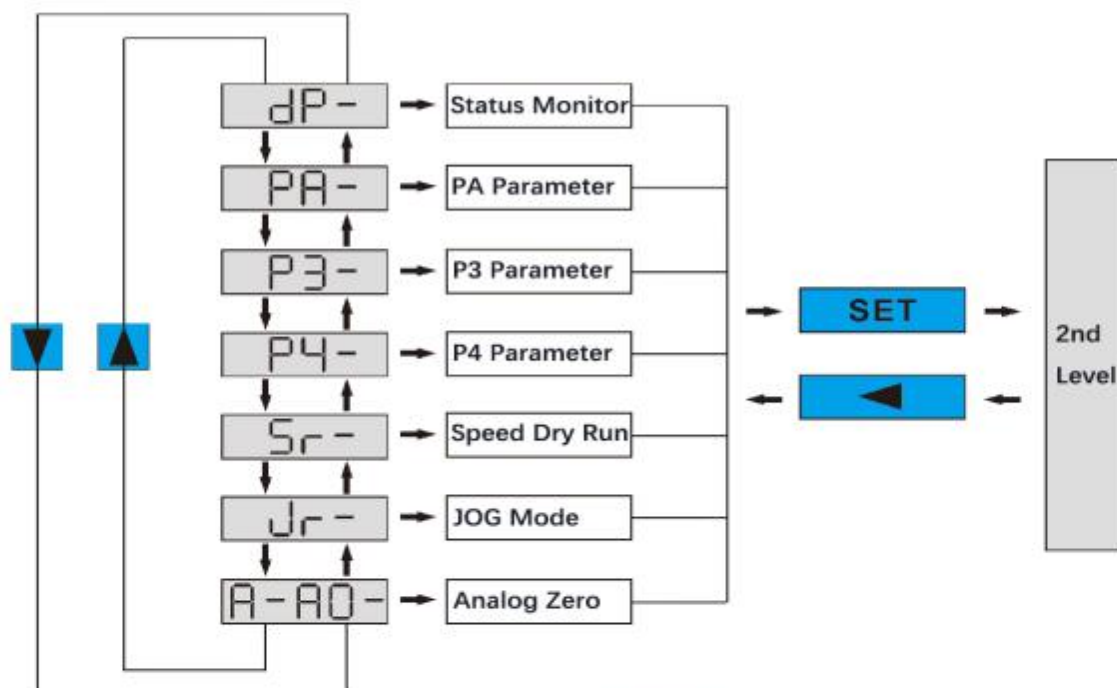 dP-
Status Monitor
PA-
PA Parameter
P3-
P3 Parameter
P4-
P4 Parameter
Sr-
Speed Dry Run
Jr-
JOG Mode
A-A0-
Analog Zero
SET
2nd
Level